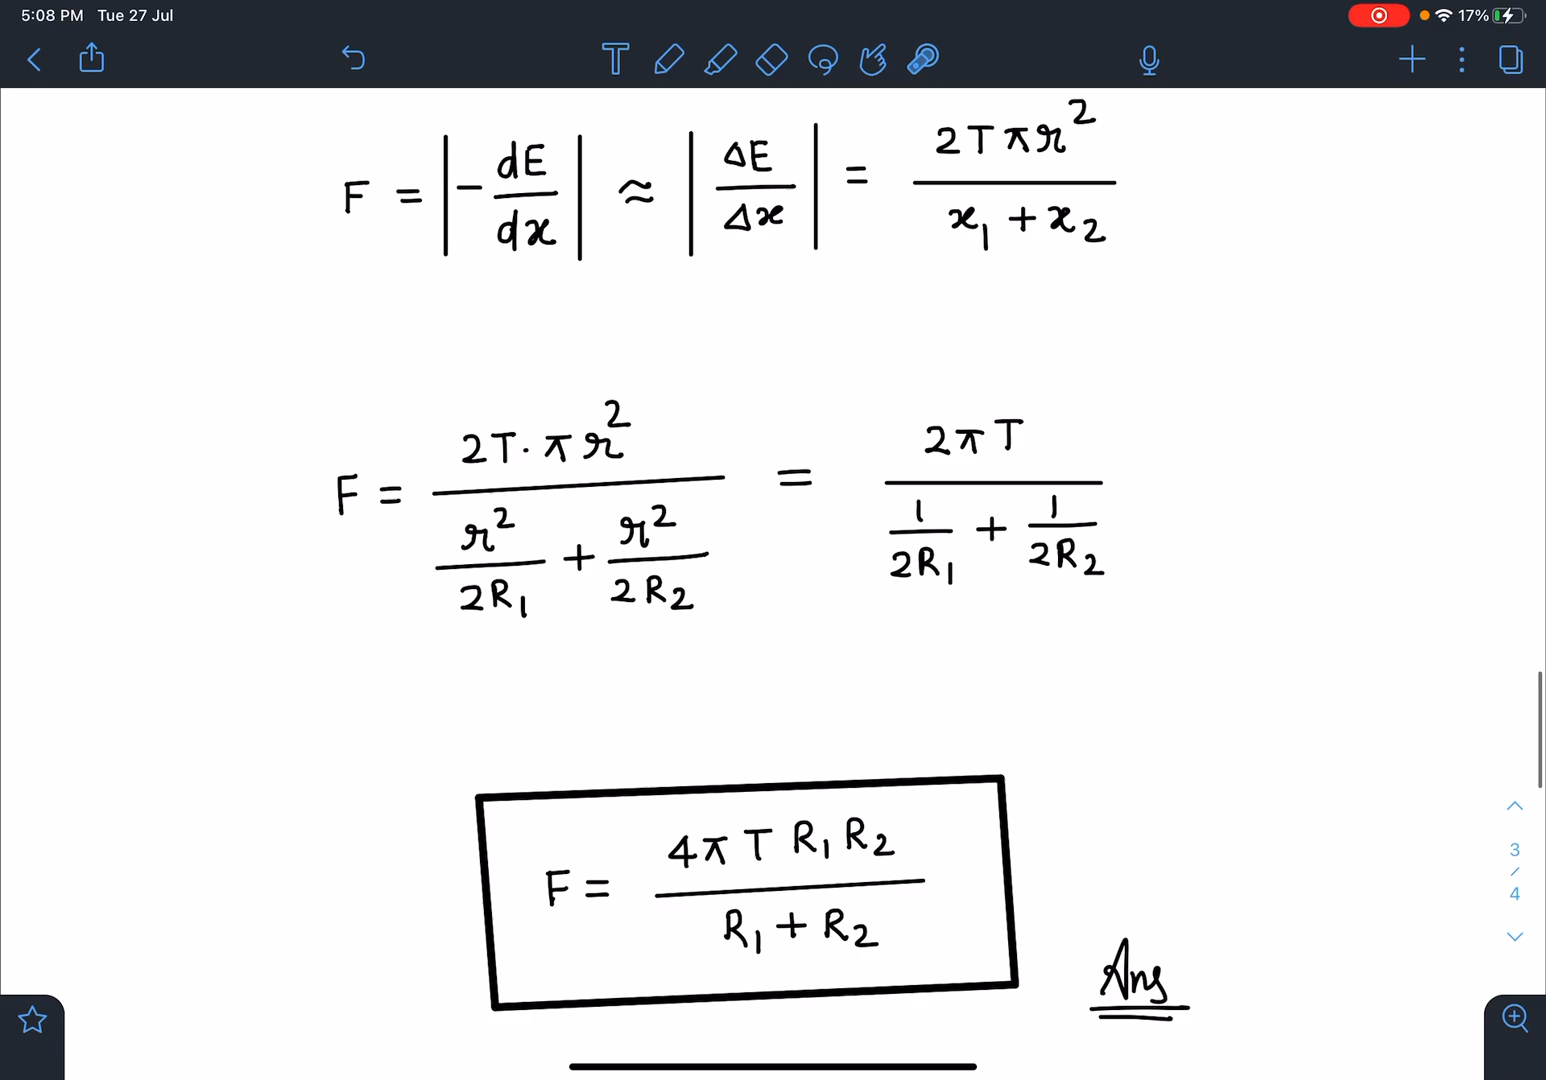 5:08 PM Tue 27 Jul 17%
F = |-dE/dx| ≈ |ΔE/Δx| = 2Tπr²/(x₁ + x₂)
F = (2T·πr²)/(r²/2R₁ + r²/2R₂) = 2πT/(1/2R₁ + 1/2R₂)
F = 4πTR₁R₂/(R₁ + R₂)
Ans
3/4